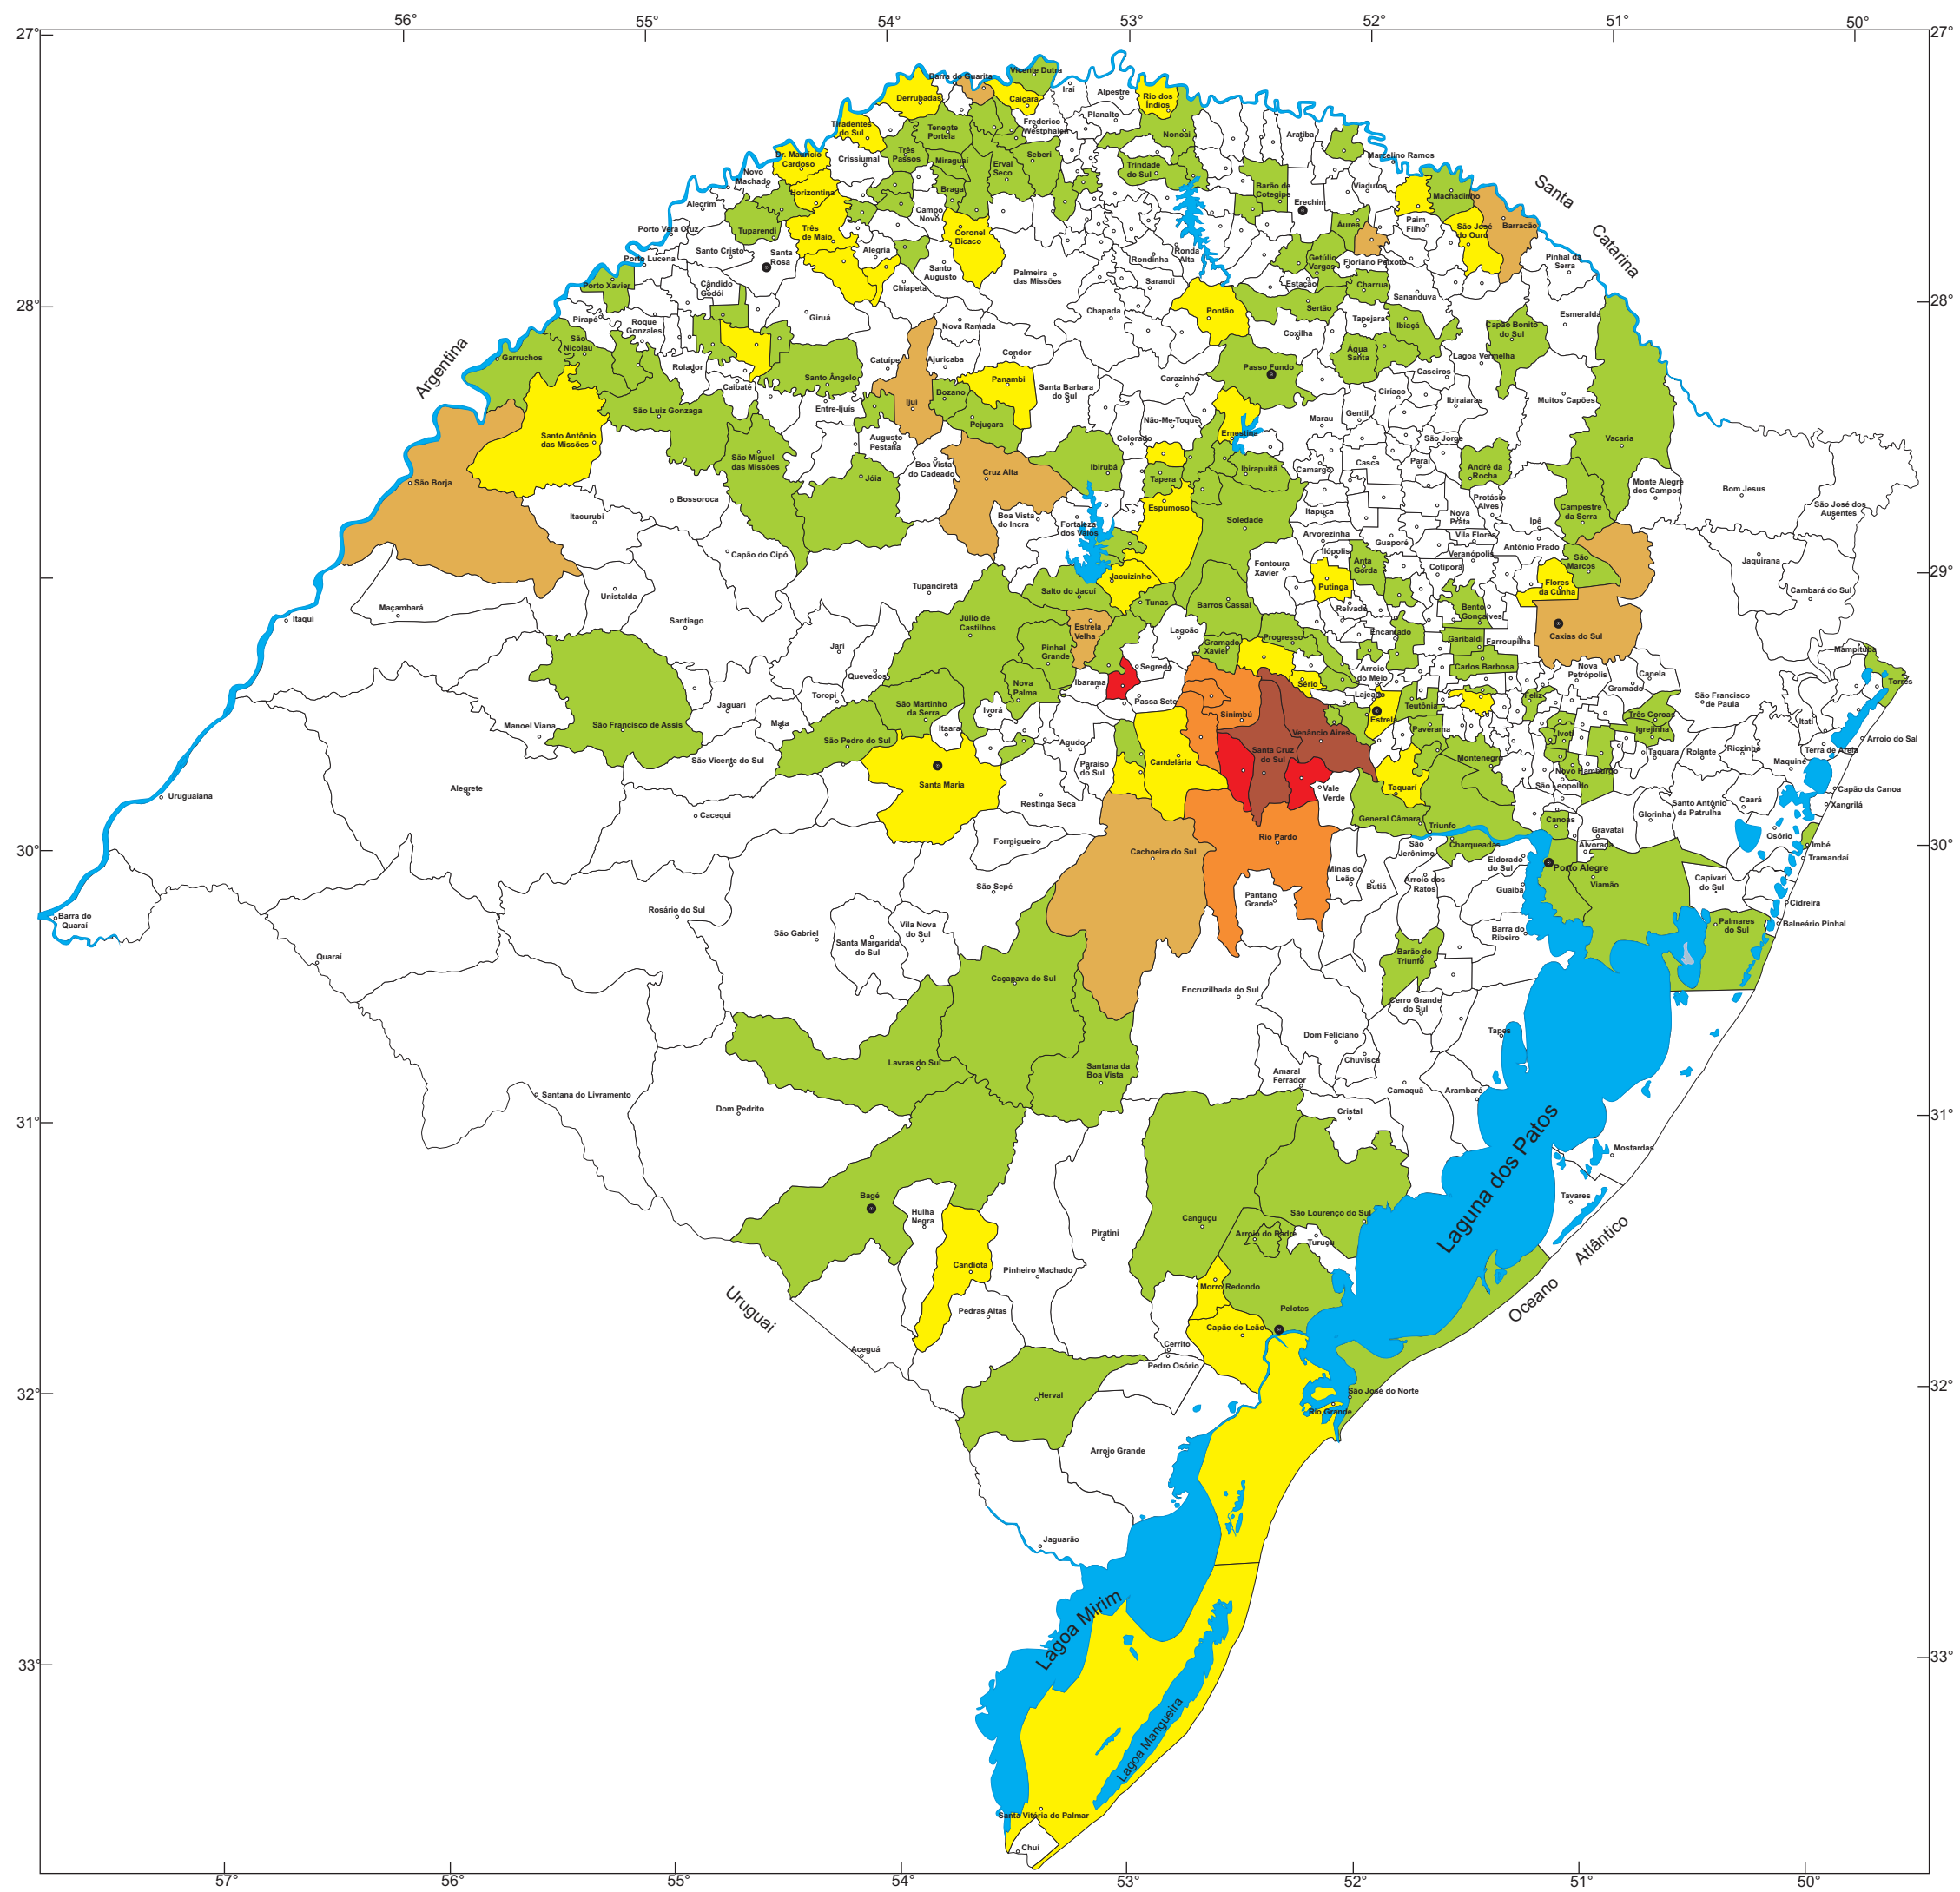 56°
55°
54°
53°
52°
51°
50°
27°
27°
Barra do Guarita
Vicente Dutra
Iraí
Alpestre
Rio dos
Índios
Derrubadas
Caiçara
Planalto
Frederico
Westphalen
Tiradentes
do Sul
Tenente
Portela
Nonoai
Aratiba
Dr. Mauricio
Cardoso
Crissiumal
Três
Passos
Miraguaí
Erval
Seco
Seberi
Trindade
do Sul
Marcelino Ramos
Santa
Catarina
Novo
Machado
Horizontina
Braga
Barão de
Cotegipe
Viadutos
Machadinho
Alecrim
Campo
Novo
Erechim
Porto Vera Cruz
Tuparendi
Três
de Maio
Coronel
Bicaco
Áurea
Paim
Filho
São José
do Ouro
Barracão
Santo Cristo
Santa
Rosa
Alegria
Ronda
Alta
Rondinha
Getúlio
Vargas
Floriano Peixoto
Pinhal da
Serra
Porto Lucena
Santo
Augusto
Palmeira
das Missões
Sarandi
Estação
Charrua
Sananduva
28°
28°
Porto Xavier
Cândido
Godói
Chiapeta
Chapada
Pontão
Sertão
Esmeralda
Pirapó
Roque
Gonzales
Giruá
Nova Ramada
Coxilha
Tapejara
Ibiaçá
Capão Bonito
do Sul
São
Nicolau
Garruchos
Argentina
Rolador
Catuípe
Ajuricaba
Condor
Água
Santa
Lagoa Vermelha
Caibaté
Santo Ângelo
Panambi
Santa Barbara
do Sul
Carazinho
Passo Fundo
Caseiros
Ijuí
Bozano
Ciríaco
Ibiraiaras
Muitos Capões
São Luiz Gonzaga
Entre-Ijuís
Pejuçara
Não-Me-Toque
Marau
Gentil
Santo Antônio
das Missões
Augusto
Pestana
Colorado
Ernestina
São Jorge
Vacaria
São Miguel
das Missões
Boa Vista
do Cadeado
Cruz Alta
Ibirubá
Ibirapuitã
Camargo
Casca
Paraí
André da
Rocha
São Borja
Jóia
Tapera
Monte Alegre
dos Campos
Bom Jesus
Bossoroca
Espumoso
Itapuca
Protásio
Alves
São José dos
Ausentes
Itacurubi
Boa Vista
do Incra
Fortaleza
dos Valos
Soledade
Nova
Prata
Ipê
Campestre
da Serra
Capão do Cipó
Arvorezinha
Guaporé
Vila Flores
Antônio Prado
Ilópolis
Veranópolis
Jaquirana
Anta
Gorda
Cotiporã
São
Marcos
Fontoura
Xavier
29°
Unistalda
Tupanciretã
Jacuizinho
Putinga
Flores
da Cunha
Cambará do Sul
Salto do Jacuí
Tunas
Barros Cassal
Relvado
Bento
Gonçalves
Maçambará
Itaqui
Santiago
Júlio de
Castilhos
Estrela
Velha
Lagoão
Encantado
Caxias do Sul
Jari
Pinhal
Grande
Gramado
Xavier
Progresso
Garibaldi
Farroupilha
Mampituba
Quevedos
Segredo
Arroio
do Meio
Carlos Barbosa
Nova
Petrópolis
Canela
Torres
Toropi
Nova
Palma
Ibarama
Sério
Gramado
Jaguari
Passa Sete
Lajeado
São Francisco
de Paula
São Martinho
da Serra
Ivorá
Sinimbú
Estrela
Teutônia
Feliz
Três Coroas
Itati
Manoel Viana
São Francisco de Assis
Mata
Itaara
Venâncio Aires
Paverama
Ivoti
Igrejinha
Arroio do Sal
São Pedro do Sul
Agudo
Santa Cruz
do Sul
Taquara
Rolante
Riozinho
Terra de Areia
São Vicente do Sul
Paraíso
do Sul
Candelária
Montenegro
Novo Hamburgo
Maquiné
Santa Maria
São Leopoldo
Alegrete
Vale
Verde
Taquari
Capão da Canoa
Uruguaiana
Restinga Seca
Santo Antônio
da Patrulha
Caará
Xangrilá
Cacequi
General Câmara
Triunfo
Canoas
Glorinha
Gravataí
Osório
Formigueiro
Rio Pardo
São
Jerônimo
Charqueadas
Alvorada
Imbé
30°
30°
Cachoeira do Sul
Eldorado
do Sul
Porto Alegre
Tramandaí
São Sepé
Minas do
Leão
Butiá
Arroio dos
Ratos
Guaíba
Viamão
Capivari
do Sul
Pantano
Grande
Cidreira
Barra do
Quaraí
Rosário do Sul
Vila Nova
do Sul
Barra do
Ribeiro
Palmares
do Sul
Balneário Pinhal
São Gabriel
Santa Margarida
do Sul
Quaraí
Barão do
Triunfo
Caçapava do Sul
Encruzilhada do Sul
Cerro Grande
do Sul
Tapes
Dom Feliciano
Lavras do Sul
Santana da
Boa Vista
Chuvisca
Amaral
Ferrador
Camaquã
Arambaré
Santana do Livramento
Dom Pedrito
Cristal
31°
31°
Laguna dos Patos
Mostardas
Bagé
Tavares
Hulha
Negra
Canguçu
São Lourenço do Sul
Piratini
Arroio do Padre
Turuçu
Atlântico
Oceano
Candiota
Pinheiro Machado
Morro Redondo
Uruguai
Pedras Altas
Pelotas
Capão do Leão
Aceguá
Cerrito
Pedro Osório
32°
32°
Herval
São José do Norte
Rio Grande
Arroio Grande
Jaguarão
Lagoa Mirim
33°
33°
Lagoa Mangueira
Santa Vitória do Palmar
Chuí
57°
56°
55°
54°
53°
52°
51°
50°